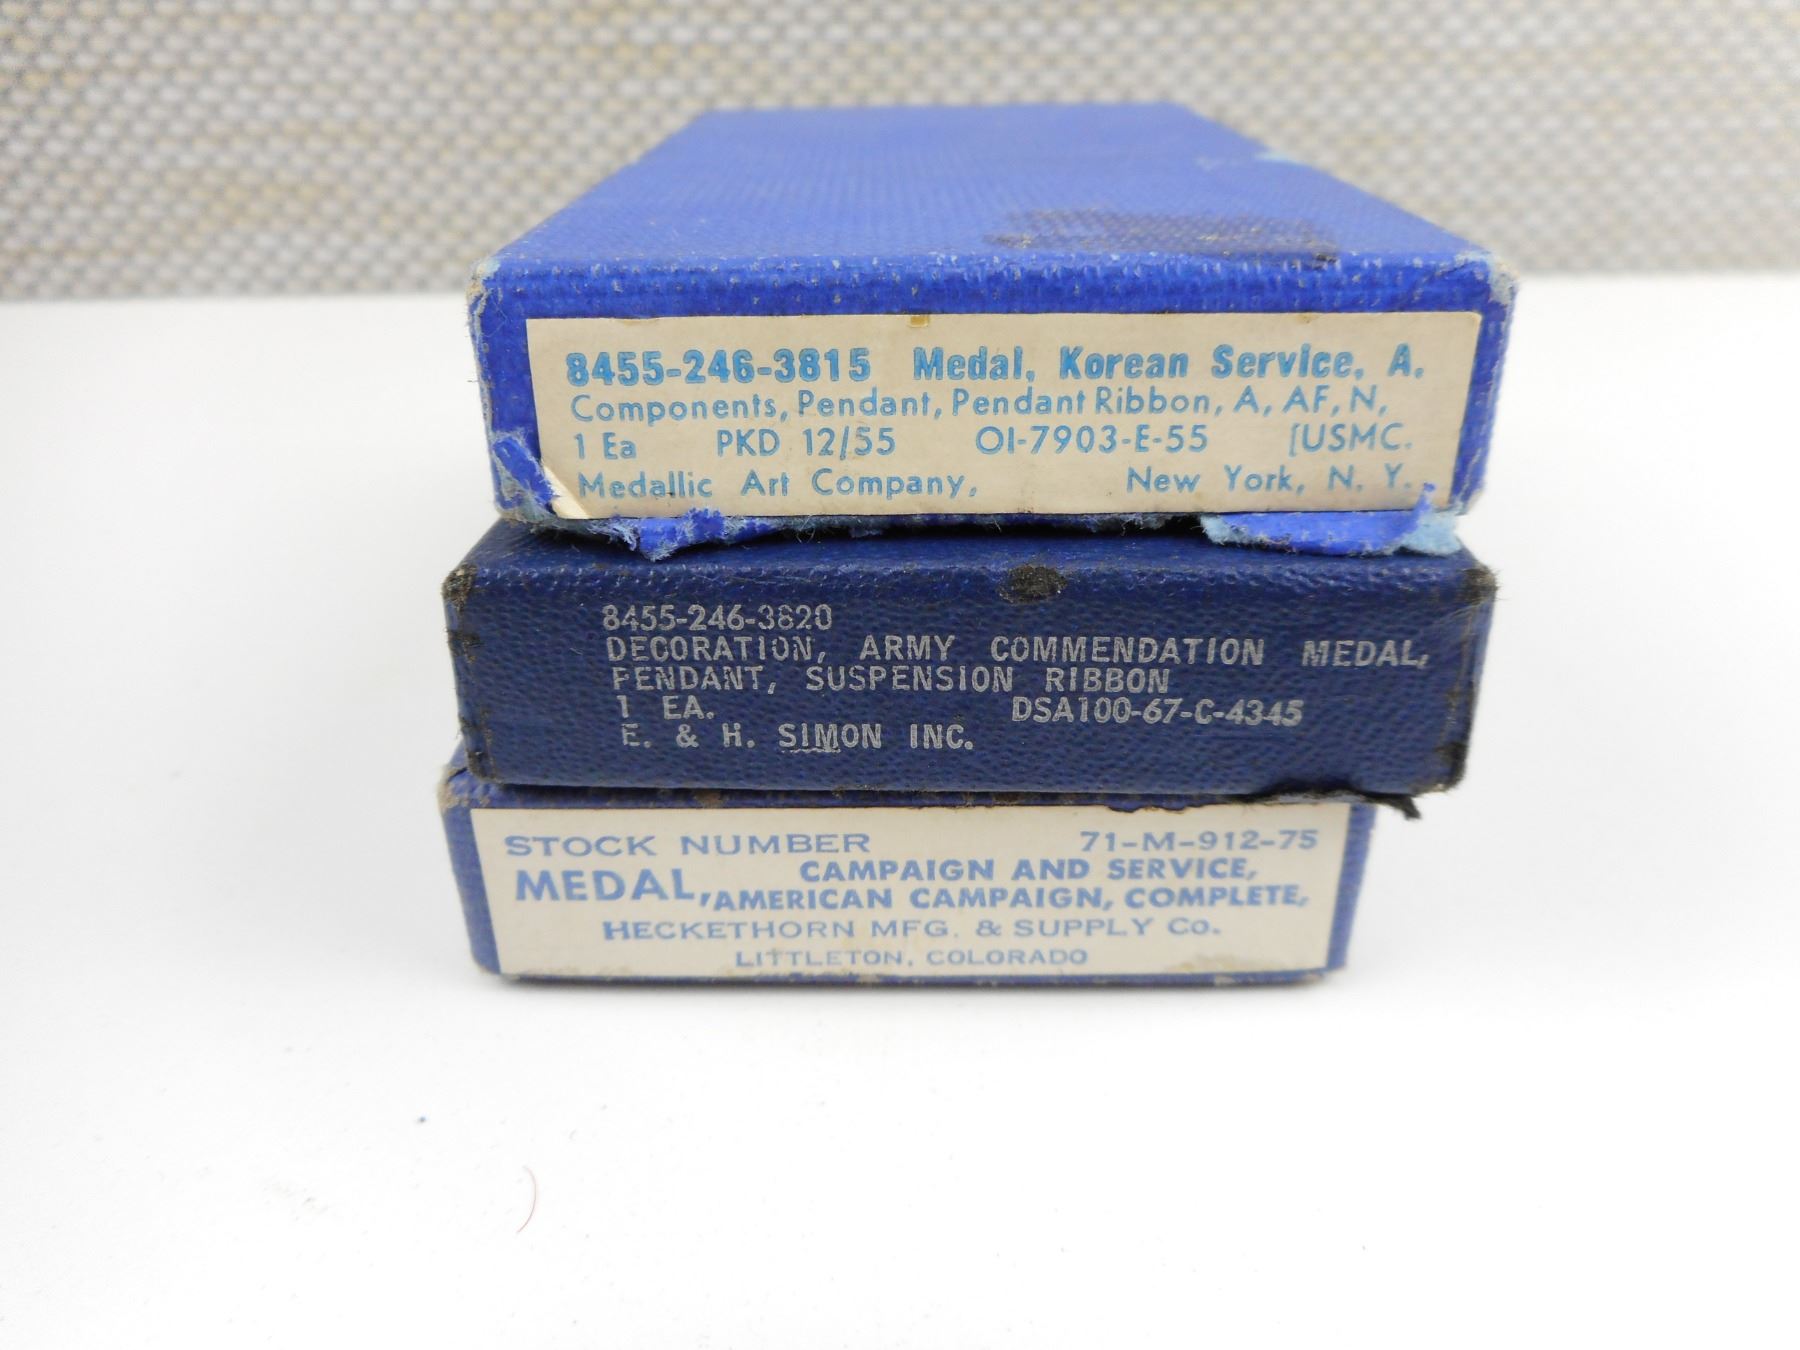 8455-246-3815 Medal, Korean Service, A.
Components, Pendant, Pendant Ribbon, A, AF, N,
1 Ea PKD 12/55 OI-7903-E-55 [USMC.
Medallic Art Company, New York, N. Y.
8455-246-3820
DECORATION, ARMY COMMENDATION MEDAL,
PENDANT, SUSPENSION RIBBON
1 EA. DSA100-67-C-4345
E. & H. SIMON INC.
STOCK NUMBER 71-M-912-75
MEDAL, CAMPAIGN AND SERVICE,
AMERICAN CAMPAIGN, COMPLETE,
HECKETHORN MFG. & SUPPLY CO.
LITTLETON, COLORADO